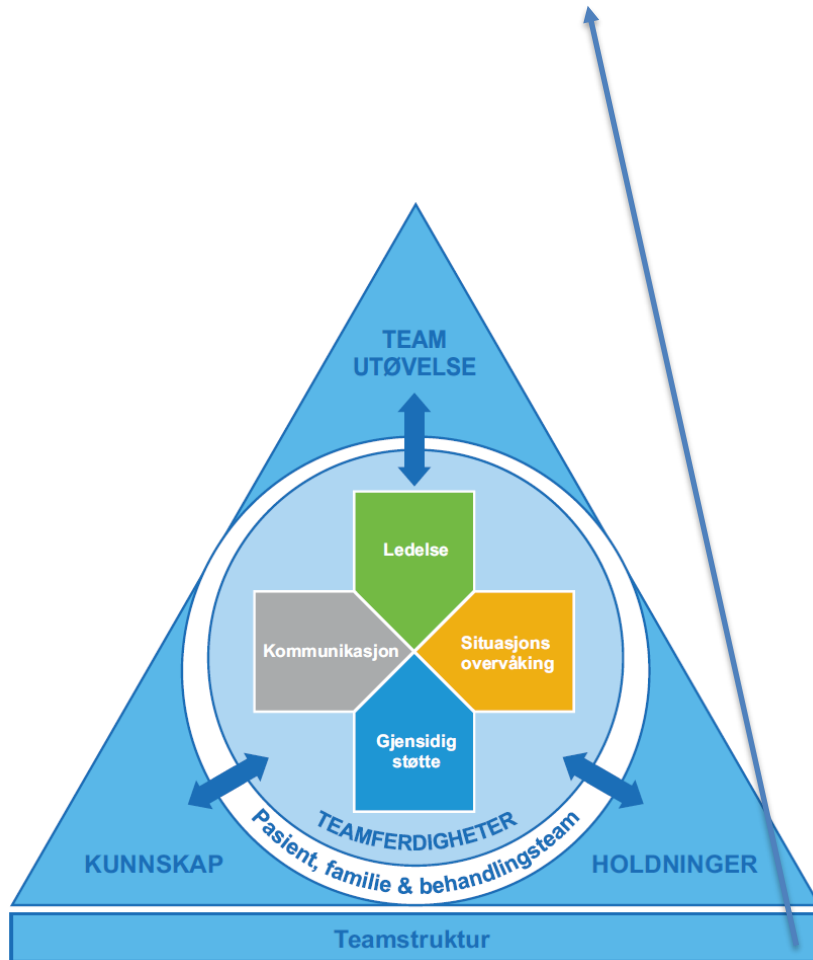 TEAM
UTØVELSE
Ledelse
Kommunikasjon
Situasjons
overvåking
Gjensidig
støtte
TEAMFERDIGHETER
Pasient, familie & behandlingsteam
KUNNSKAP
HOLDNINGER
Teamstruktur